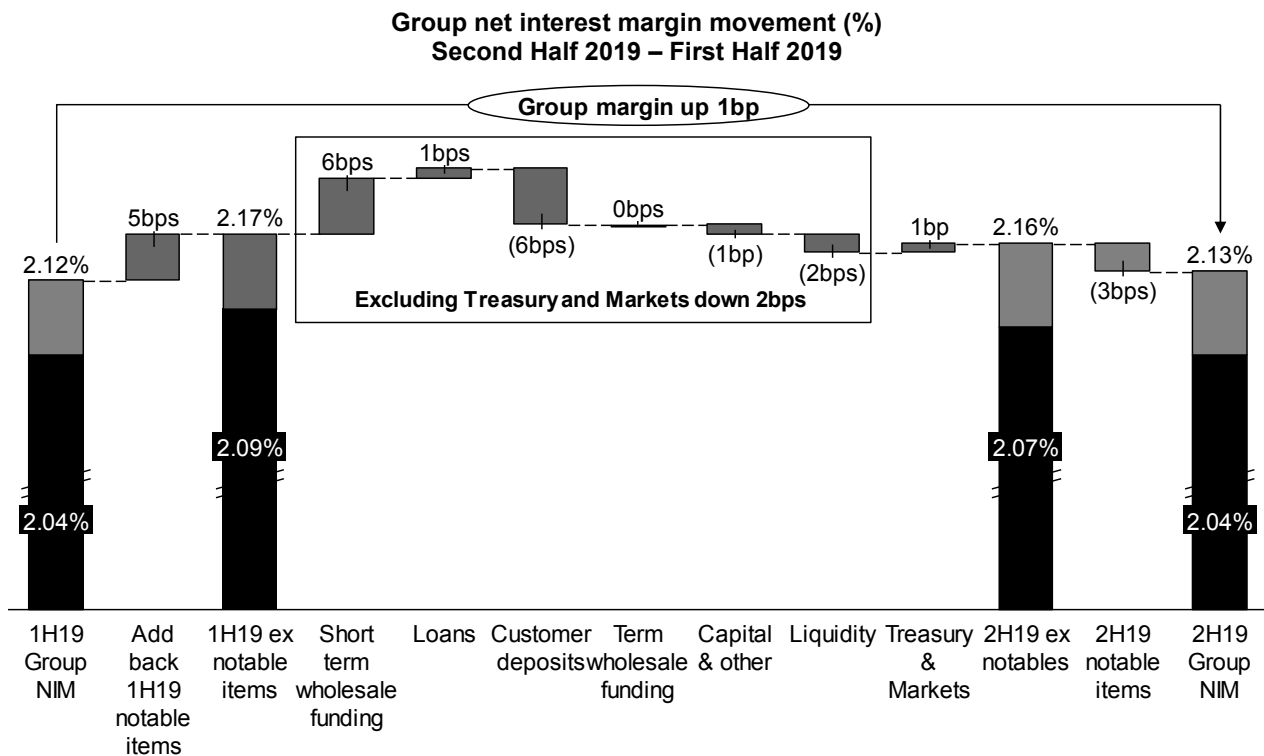 Group net interest margin movement (%)
Second Half 2019 – First Half 2019
Group margin up 1bp
2.12%
5bps
2.17%
6bps
1bps
(6bps)
0bps
(1bp)
(2bps)
1bp
2.16%
(3bps)
2.13%
Excluding Treasury and Markets down 2bps
2.04%
2.09%
2.07%
2.04%
1H19
Group
NIM
Add
back
1H19
notable
items
1H19 ex
notable
items
Short
term
wholesale
funding
Loans
Customer
deposits
Term
wholesale
funding
Capital
& other
Liquidity
Treasury
&
Markets
2H19 ex
notables
2H19
notable
items
2H19
Group
NIM